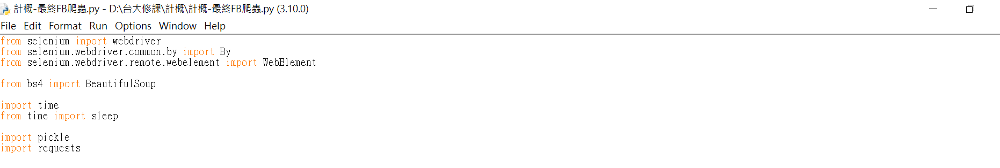 計概-最終FB爬蟲.py - D:\台大修課\計概\計概-最終FB爬蟲.py (3.10.0)
File Edit Format Run Options Window Help
from selenium import webdriver
from selenium.webdriver.common.by import By
from selenium.webdriver.remote.webelement import WebElement
from bs4 import BeautifulSoup
import time
from time import sleep
import pickle
import requests